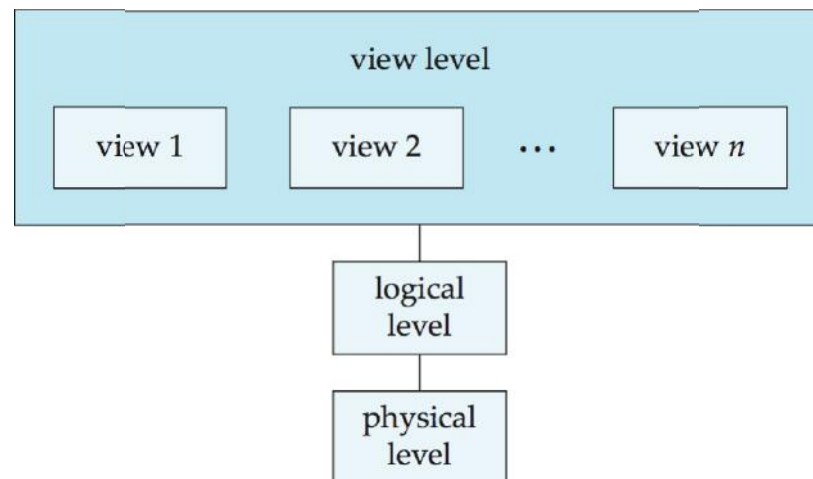 view level
view 1
view 2
...
view n
logical
level
physical
level